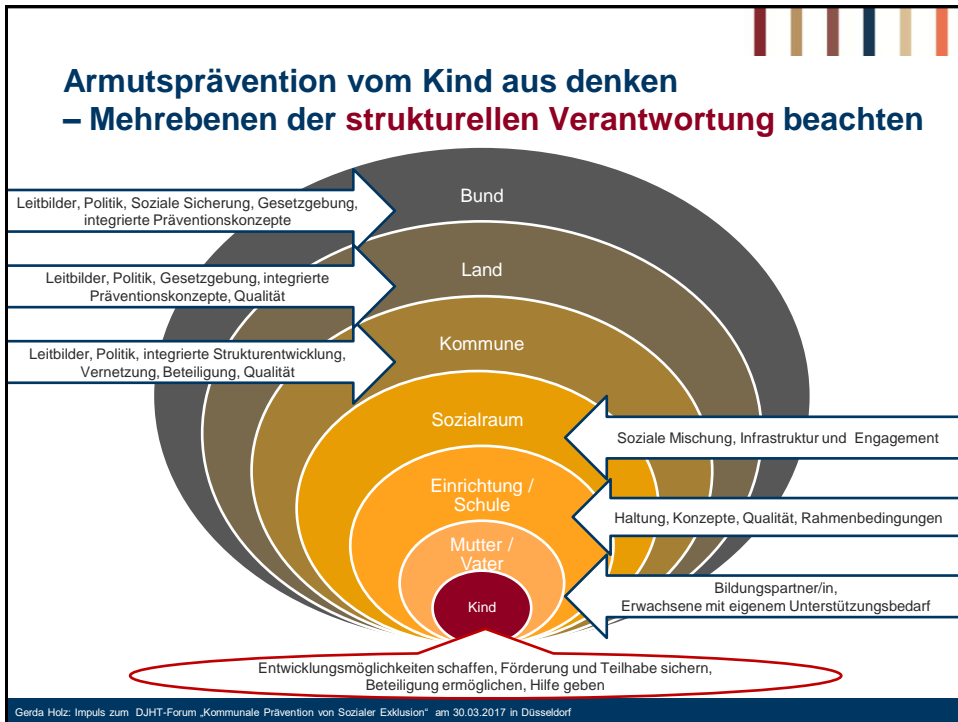 Armutsprävention vom Kind aus denken
– Mehrebenen der strukturellen Verantwortung beachten
Bund
Leitbilder, Politik, Soziale Sicherung, Gesetzgebung,
integrierte Präventionskonzepte
Land
Leitbilder, Politik, Gesetzgebung, integrierte
Präventionskonzepte, Qualität
Kommune
Leitbilder, Politik, integrierte Strukturentwicklung,
Vernetzung, Beteiligung, Qualität
Sozialraum
Soziale Mischung, Infrastruktur und Engagement
Einrichtung /
Schule
Haltung, Konzepte, Qualität, Rahmenbedingungen
Mutter /
Vater
Bildungspartner/in,
Erwachsene mit eigenem Unterstützungsbedarf
Kind
Entwicklungsmöglichkeiten schaffen, Förderung und Teilhabe sichern,
Beteiligung ermöglichen, Hilfe geben
Gerda Holz: Impuls zum DJHT-Forum „Kommunale Prävention von Sozialer Exklusion“ am 30.03.2017 in Düsseldorf